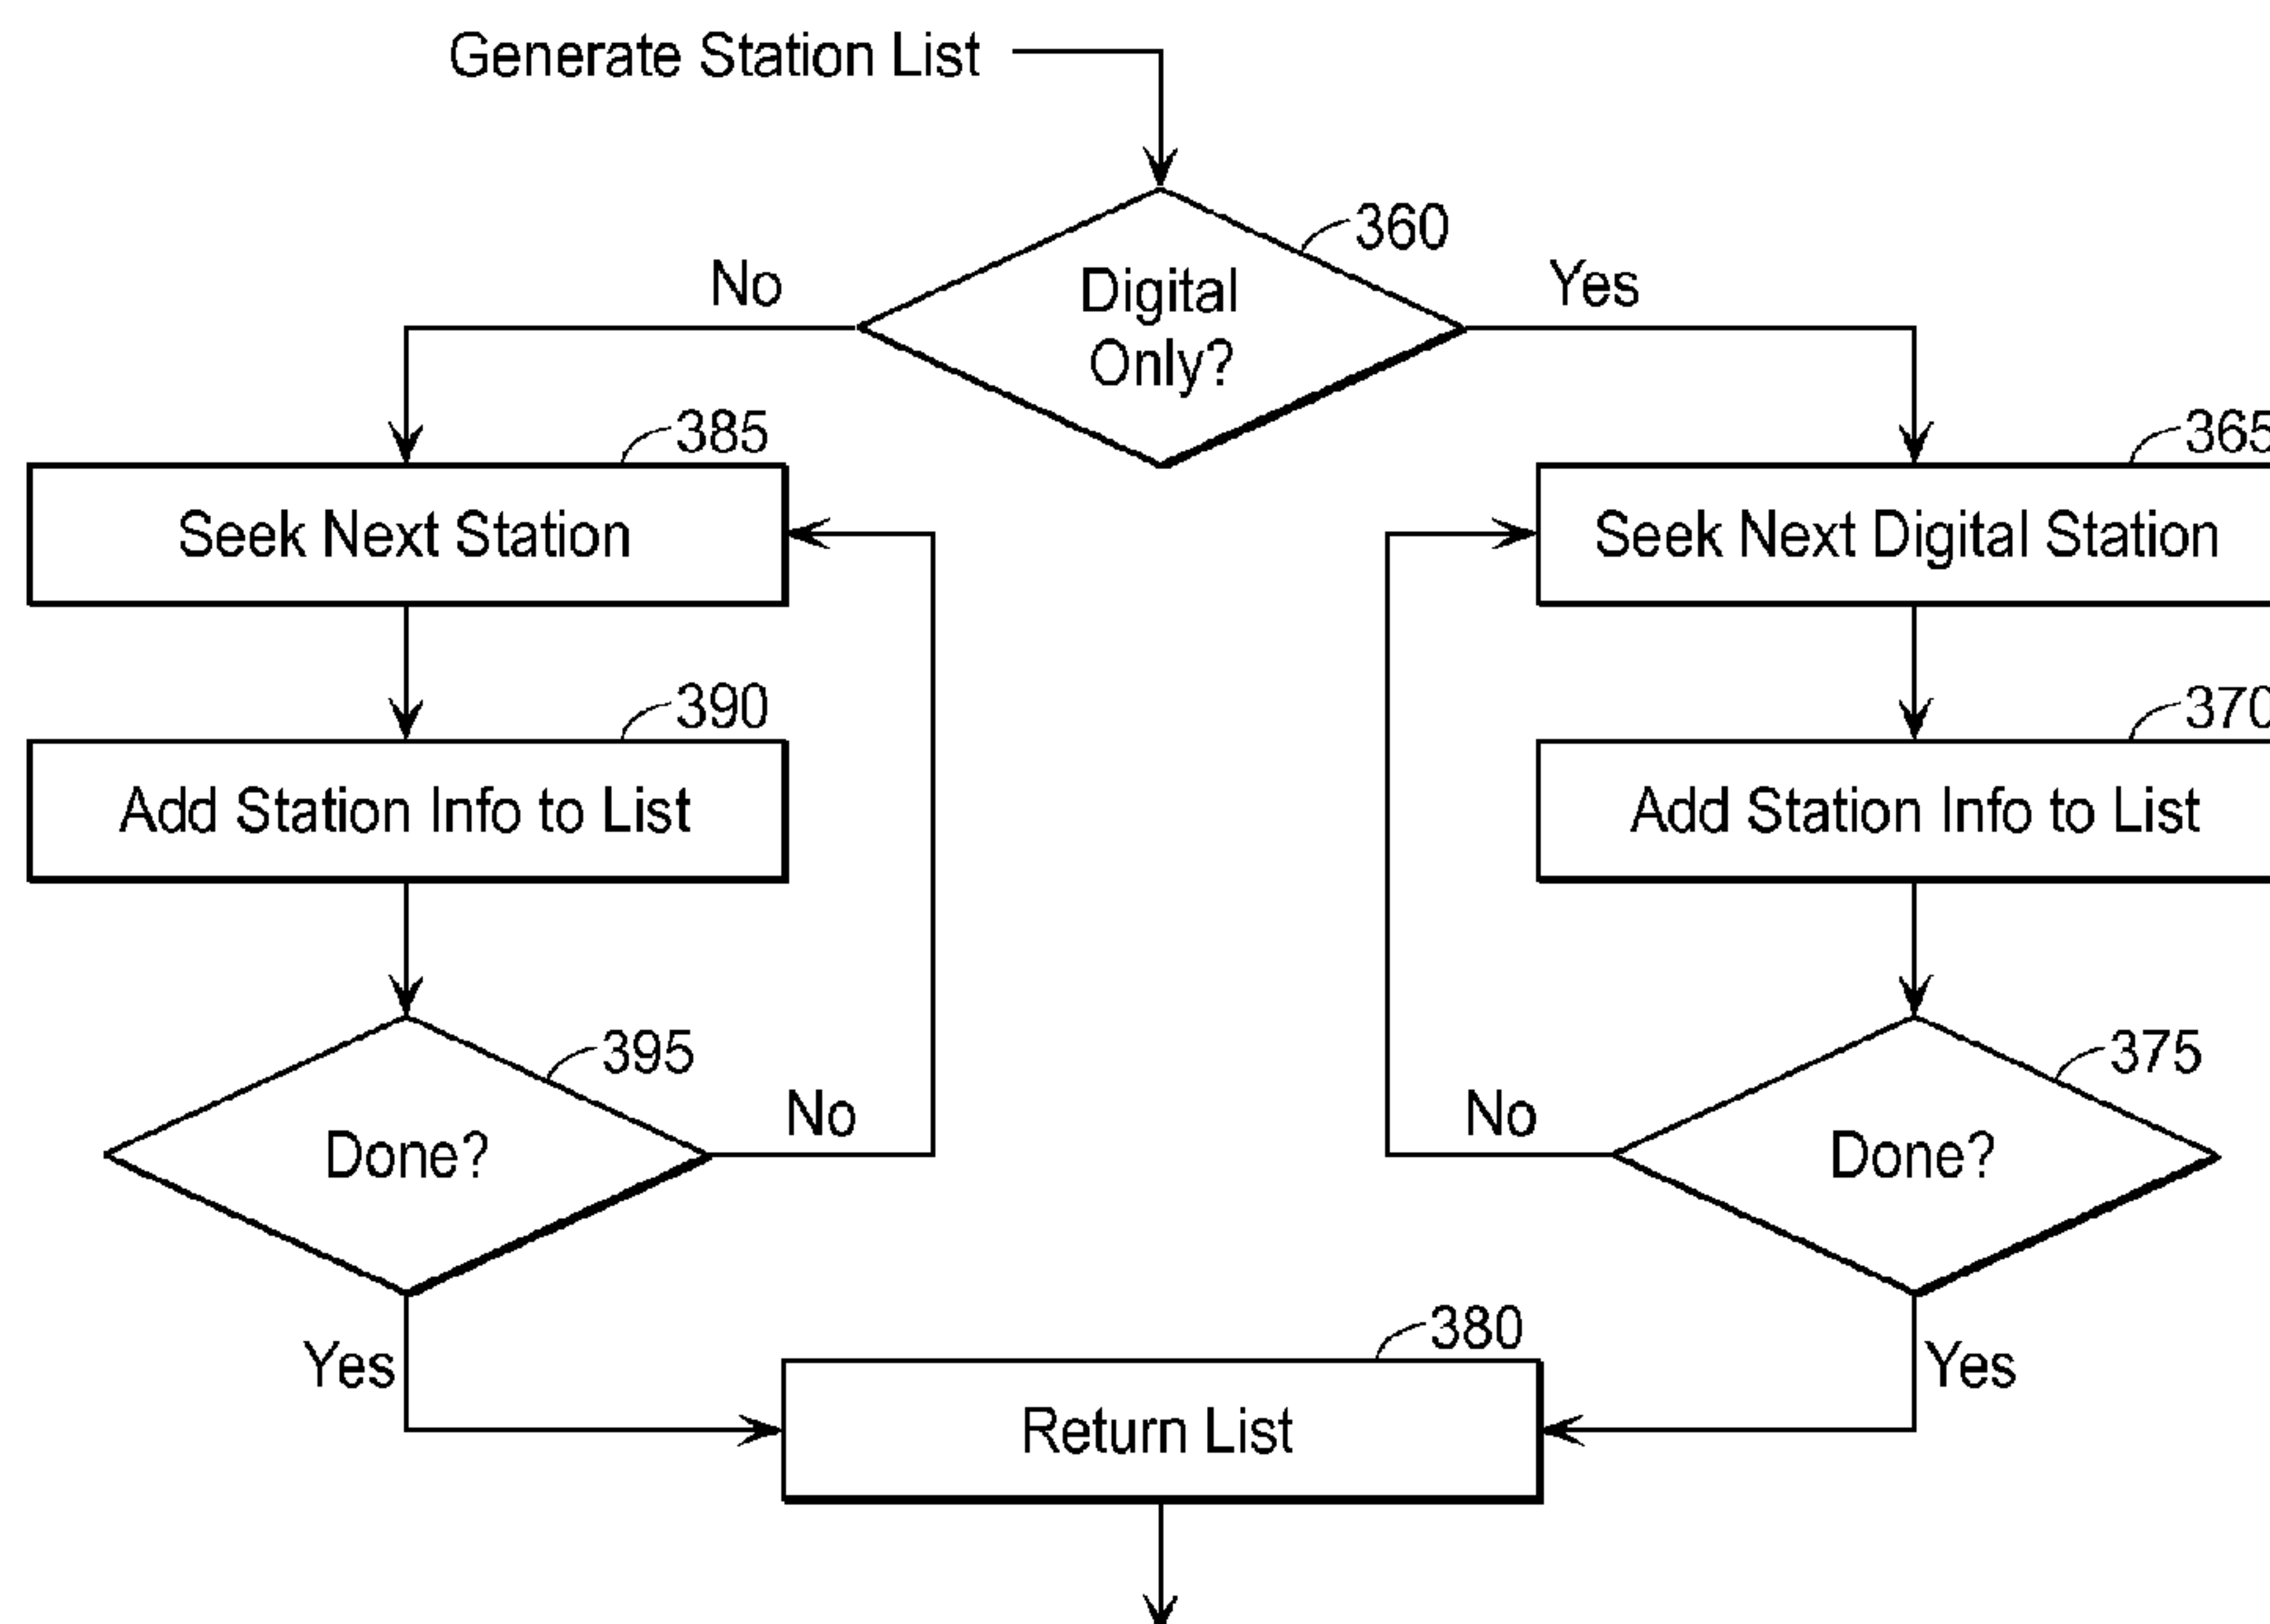 Generate Station List
360
Digital
Only?
No
Yes
385
Seek Next Station
365
Seek Next Digital Station
390
Add Station Info to List
370
Add Station Info to List
395
Done?
No
375
Done?
No
Yes
380
Return List
Yes